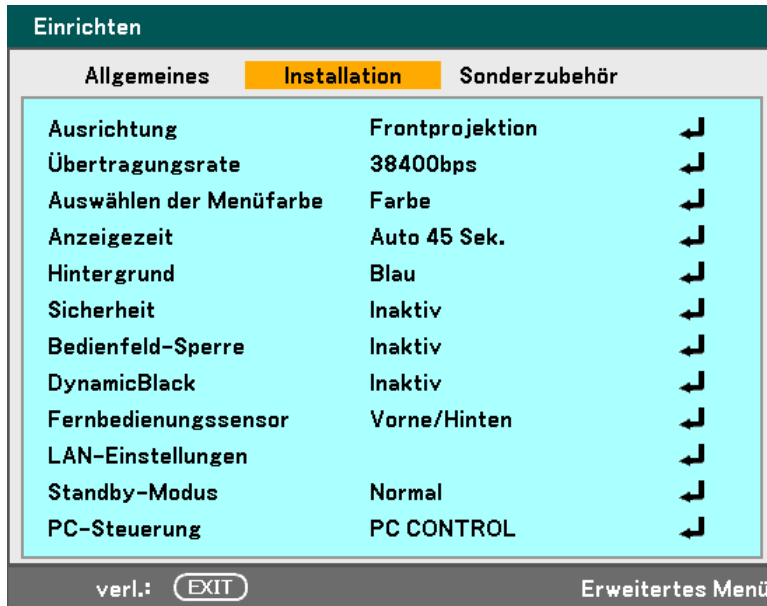 Einrichten
Allgemeines Installation Sonderzubehör
Ausrichtung Frontprojektion
Übertragungsrate 38400bps
Auswählen der Menüfarbe Farbe
Anzeigezeit Auto 45 Sek.
Hintergrund Blau
Sicherheit Inaktiv
Bedienfeld-Sperre Inaktiv
DynamicBlack Inaktiv
Fernbedienungssensor Vorne/Hinten
LAN-Einstellungen
Standby-Modus Normal
PC-Steuerung PC CONTROL
verl.: EXIT Erweitertes Menü